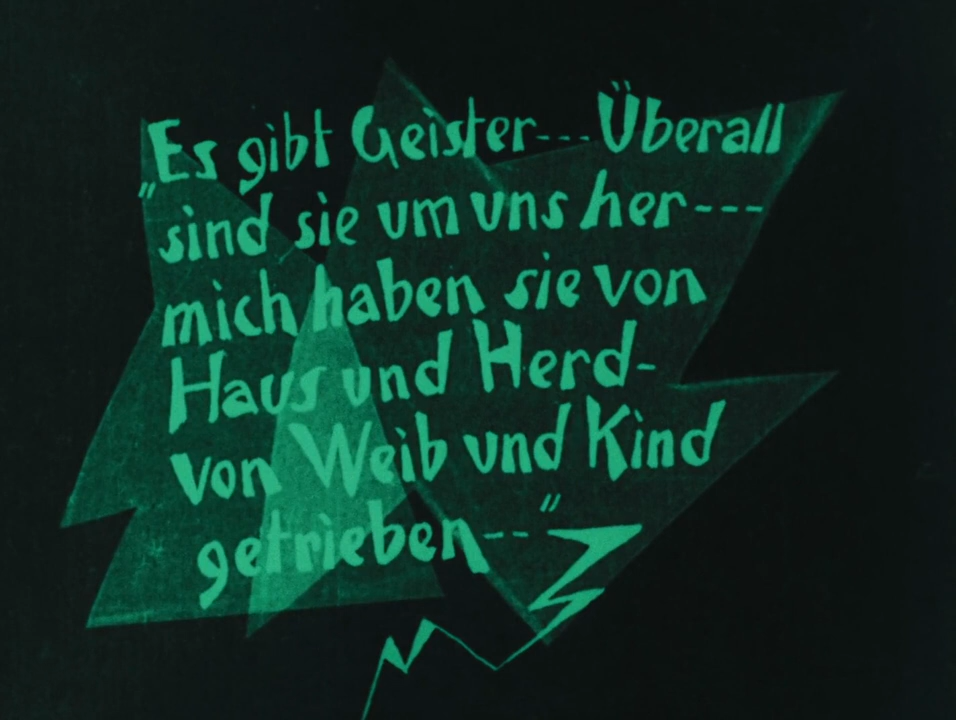 „Es gibt Geister--- Überall
sind sie um uns her---
mich haben sie von
Haus und Herd-
von Weib und Kind
getrieben---"